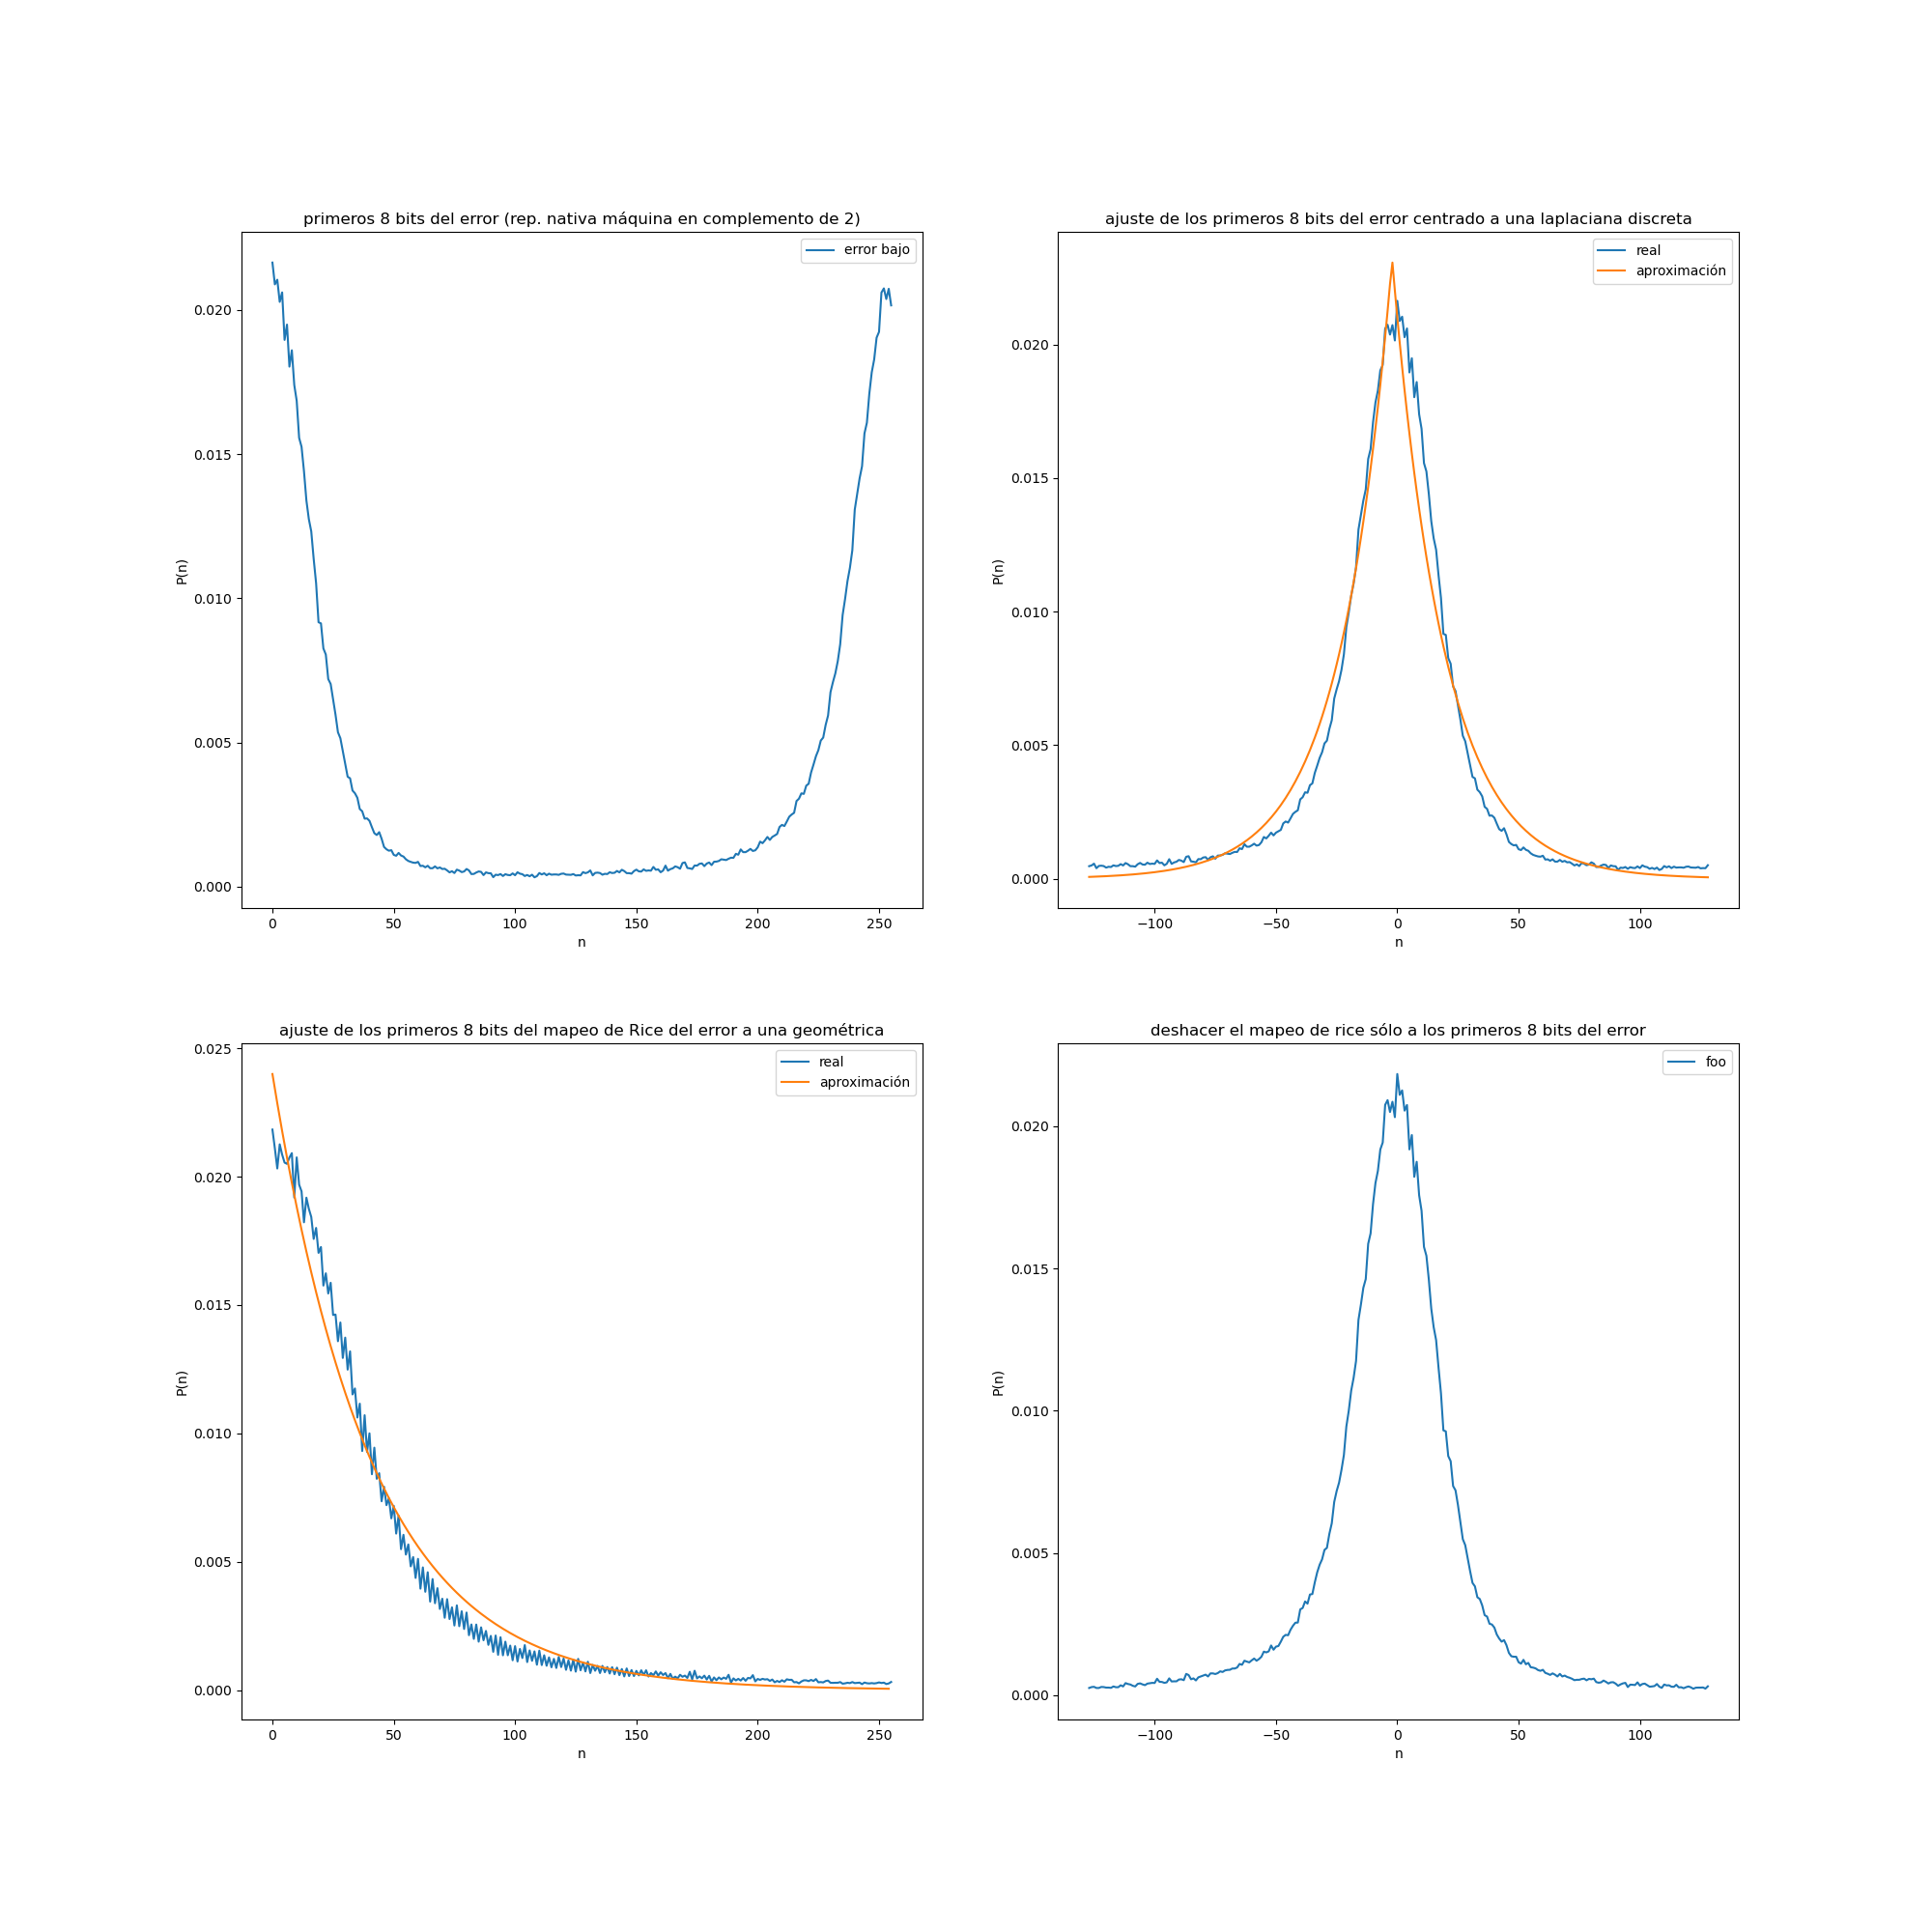 primeros 8 bits del error (rep. nativa máquina en complemento de 2)
error bajo
0.020
0.015
0.010
0.005
0.000
P(n)
0 50 100 150 200 250
n
ajuste de los primeros 8 bits del error centrado a una laplaciana discreta
real
aproximación
0.020
0.015
0.010
0.005
0.000
P(n)
−100 −50 0 50 100
n
ajuste de los primeros 8 bits del mapeo de Rice del error a una geométrica
real
aproximación
0.025
0.020
0.015
0.010
0.005
0.000
P(n)
0 50 100 150 200 250
n
deshacer el mapeo de rice sólo a los primeros 8 bits del error
foo
0.020
0.015
0.010
0.005
0.000
P(n)
−100 −50 0 50 100
n